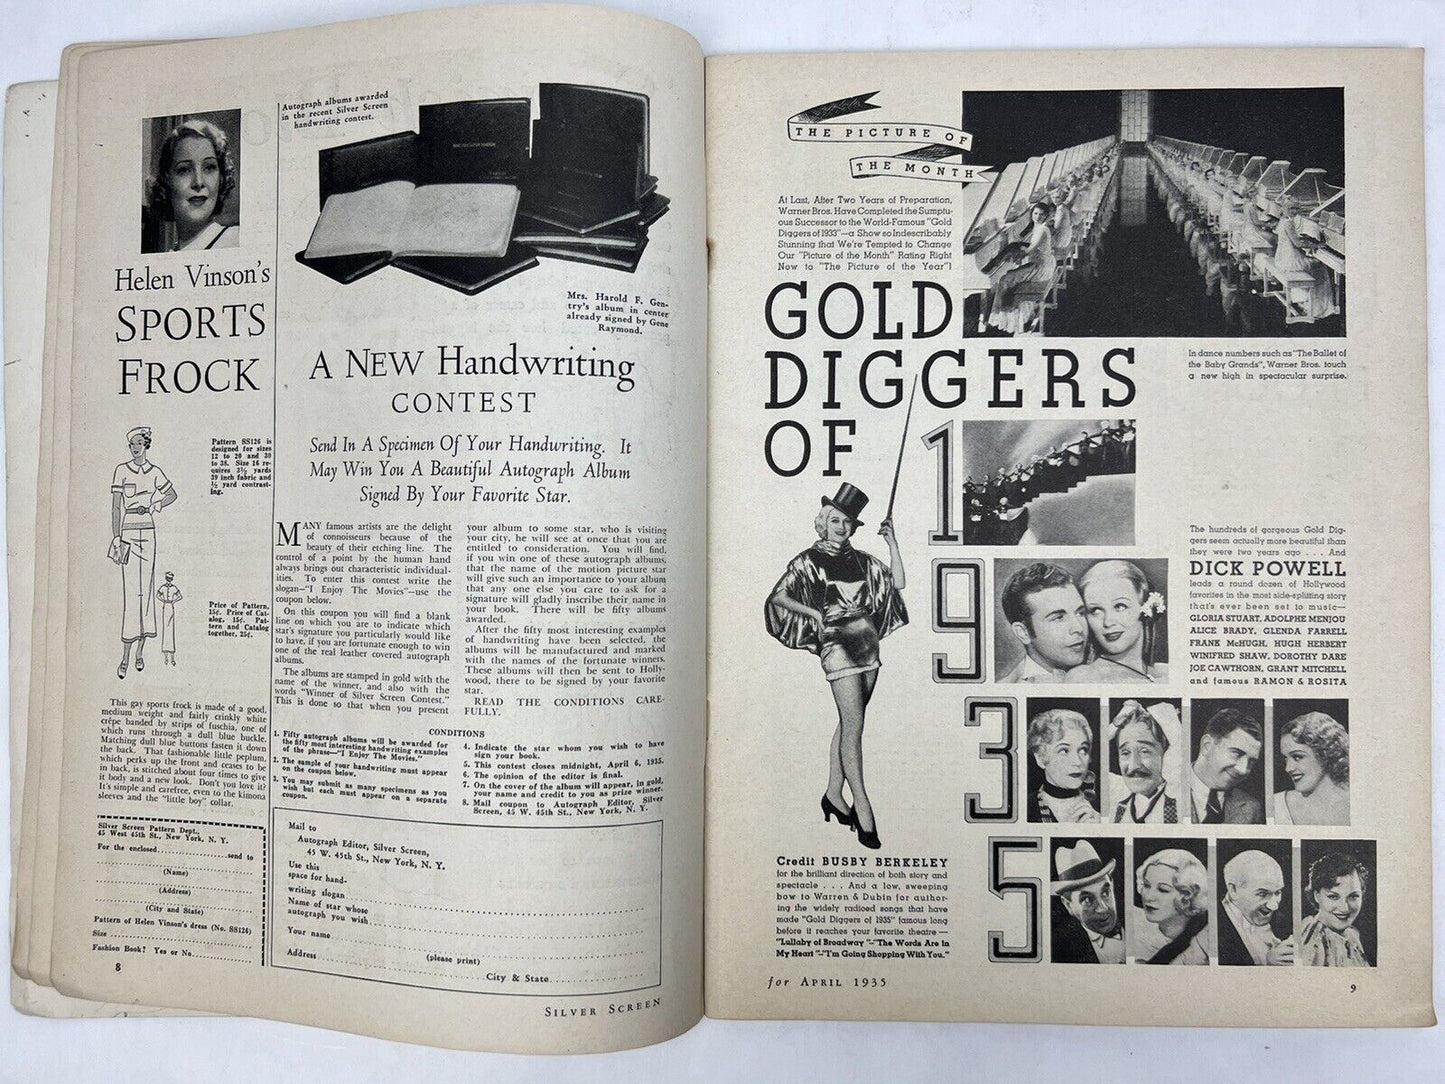 Helen Vinson's
SPORTS
FROCK
Pattern SS126 is
designed for sizes
12 to 20 and 30
to 38. Size 16 re-
quires 3½ yards
39 inch fabric and
½ yard contrast-
ing.
Price of Pattern,
15¢. Price of Cat-
alog, 15¢. Pat-
tern and Catalog
together, 25¢.
This gay sports frock is made of a good,
medium weight and fairly crinkly white
crêpe banded by strips of fuschia, one of
which runs through a dull blue buckle.
Matching dull blue buttons fasten it down
the back. That fashionable little peplum,
which perks up the front and ceases to be
in back, is stitched about four times to give
it body and a new look. Don't you love it?
It's simple and carefree, even to the kimona
sleeves and the "little boy" collar.
Silver Screen Pattern Dept.,
45 West 45th St., New York, N. Y.
For the enclosed....................send to
(Name)
(Address)
(City and State)
Pattern of Helen Vinson's dress (No. SS126)
Size
Fashion Book? Yes or No
8
Autograph albums awarded
in the recent Silver Screen
handwriting contest.
Mrs. Harold F. Gen-
try's album in center
already signed by Gene
Raymond.
A NEW Handwriting
CONTEST
Send In A Specimen Of Your Handwriting. It
May Win You A Beautiful Autograph Album
Signed By Your Favorite Star.
MANY famous artists are the delight
of connoisseurs because of the
beauty of their etching line. The
control of a point by the human hand
always brings out characteristic individual-
ities. To enter this contest write the
slogan—"I Enjoy The Movies"—use the
coupon below.
On this coupon you will find a blank
line on which you are to indicate which
star's signature you particularly would like
to have, if you are fortunate enough to win
one of the real leather covered autograph
albums.
The albums are stamped in gold with the
name of the winner, and also with the
words "Winner of Silver Screen Contest."
This is done so that when you present
your album to some star, who is visiting
your city, he will see at once that you are
entitled to consideration. You will find,
if you win one of these autograph albums,
that the name of the motion picture star
will give such an importance to your album
that any one else you care to ask for a
signature will gladly inscribe their name in
your book. There will be fifty albums
awarded.
After the fifty most interesting examples
of handwriting have been selected, the
albums will be manufactured and marked
with the names of the fortunate winners.
These albums will then be sent to Holly-
wood, there to be signed by your favorite
star.
READ THE CONDITIONS CARE-
FULLY.
CONDITIONS
1. Fifty autograph albums will be awarded for
the fifty most interesting handwriting examples
of the phrase—"I Enjoy The Movies."
2. The sample of your handwriting must appear
on the coupon below.
3. You may submit as many specimens as you
wish but each must appear on a separate
coupon.
4. Indicate the star whom you wish to have
sign your book.
5. This contest closes midnight, April 6, 1935.
6. The opinion of the editor is final.
7. On the cover of the album will appear, in gold,
your name and credit to you as prize winner.
8. Mail coupon to Autograph Editor, Silver
Screen, 45 W. 45th St., New York, N. Y.
Mail to
Autograph Editor, Silver Screen,
45 W. 45th St., New York, N. Y.
Use this
space for hand-
writing slogan
Name of star whose
autograph you wish
Your name
(please print)
Address
City & State
SILVER SCREEN
THE PICTURE OF
THE MONTH
At Last, After Two Years of Preparation,
Warner Bros. Have Completed the Sumptu-
ous Successor to the World-Famous "Gold
Diggers of 1933"—a Show so Indescribably
Stunning that We're Tempted to Change
Our "Picture of the Month" Rating Right
Now to "The Picture of the Year"!
GOLD
DIGGERS
OF
1
9
3
5
In dance numbers such as "The Ballet of
the Baby Grands", Warner Bros. touch
a new high in spectacular surprise.
The hundreds of gorgeous Gold Dig-
gers seem actually more beautiful than
they were two years ago . . . And
DICK POWELL
leads a round dozen of Hollywood
favorites in the most side-splitting story
that's ever been set to music—
GLORIA STUART, ADOLPHE MENJOU
ALICE BRADY, GLENDA FARRELL
FRANK McHUGH, HUGH HERBERT
WINIFRED SHAW, DOROTHY DARE
JOE CAWTHORN, GRANT MITCHELL
and famous RAMON & ROSITA
Credit BUSBY BERKELEY
for the brilliant direction of both story and
spectacle . . . And a low, sweeping
bow to Warren & Dubin for author-
ing the widely radioed songs that have
made "Gold Diggers of 1935" famous long
before it reaches your favorite theatre—
"Lullaby of Broadway"–"The Words Are in
My Heart"–"I'm Going Shopping With You."
for APRIL 1935
9